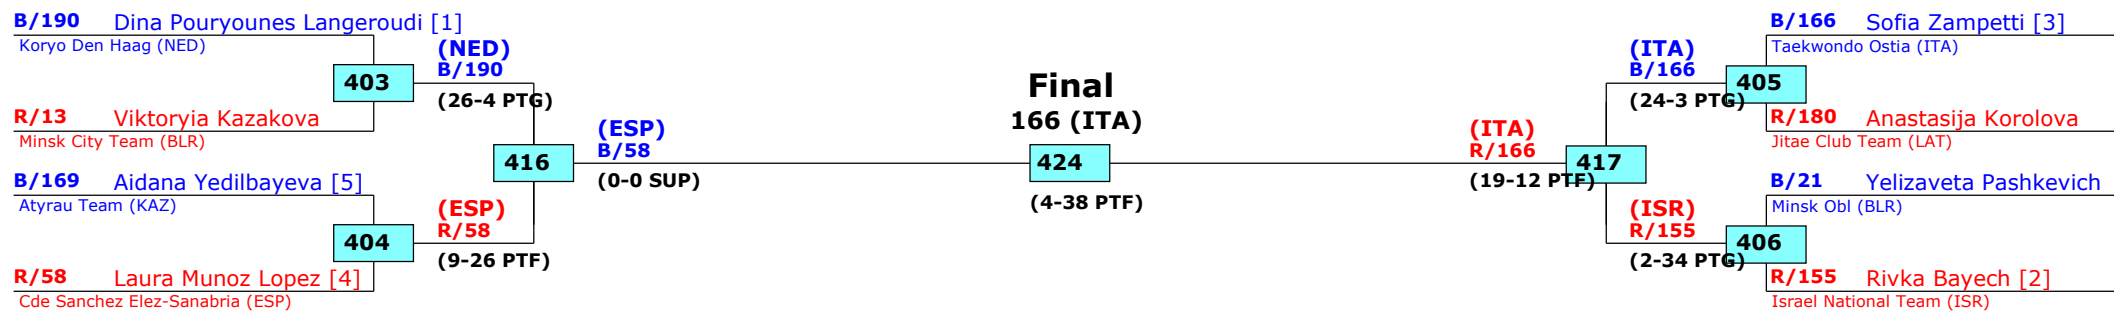 B/190 Dina Pouryounes Langeroudi [1]
Koryo Den Haag (NED)
403
R/13 Viktoryia Kazakova
Minsk City Team (BLR)
(NED)
B/190
(26-4 PTG)
B/169 Aidana Yedilbayeva [5]
Atyrau Team (KAZ)
404
R/58 Laura Munoz Lopez [4]
Cde Sanchez Elez-Sanabria (ESP)
(ESP)
R/58
(9-26 PTF)
416
(ESP)
B/58
(0-0 SUP)
Final
166 (ITA)
424
(4-38 PTF)
(ITA)
R/166
(19-12 PTF)
417
(ITA)
B/166
(24-3 PTG)
405
B/166 Sofia Zampetti [3]
Taekwondo Ostia (ITA)
R/180 Anastasija Korolova
Jitae Club Team (LAT)
(ISR)
R/155
(2-34 PTG)
406
B/21 Yelizaveta Pashkevich
Minsk Obl (BLR)
R/155 Rivka Bayech [2]
Israel National Team (ISR)